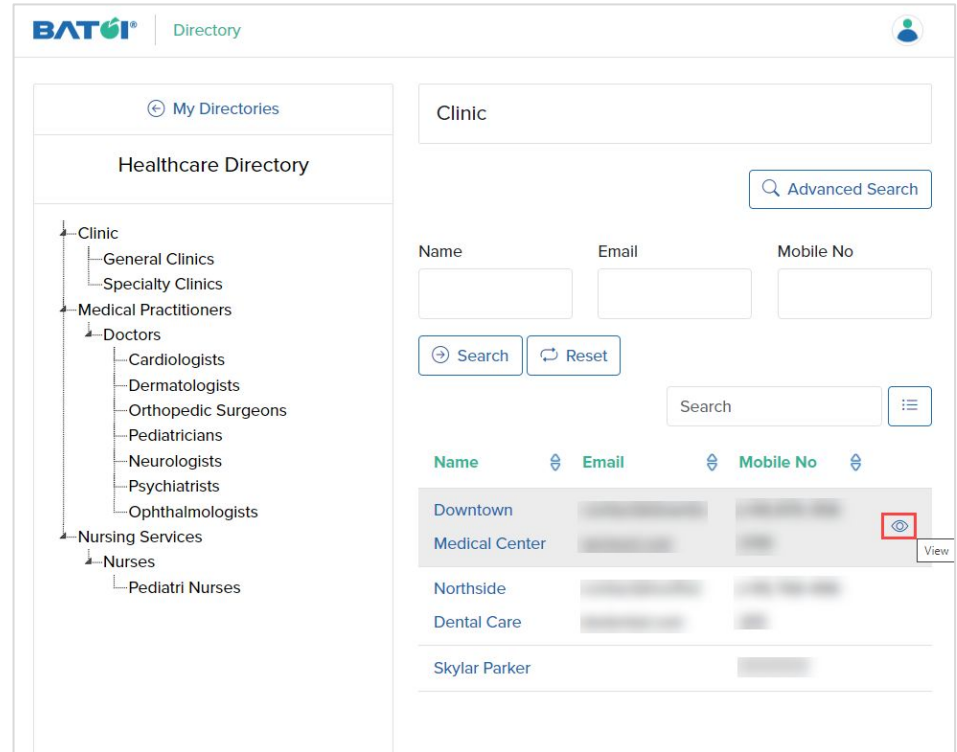 BATOI®
Directory
My Directories
Healthcare Directory
Clinic
General Clinics
Specialty Clinics
Medical Practitioners
Doctors
Cardiologists
Dermatologists
Orthopedic Surgeons
Pediatricians
Neurologists
Psychiatrists
Ophthalmologists
Nursing Services
Nurses
Pediatri Nurses
Clinic
Advanced Search
Name Email Mobile No
Search Reset
Search
Name Email Mobile No
Downtown
Medical Center
View
Northside
Dental Care
Skylar Parker